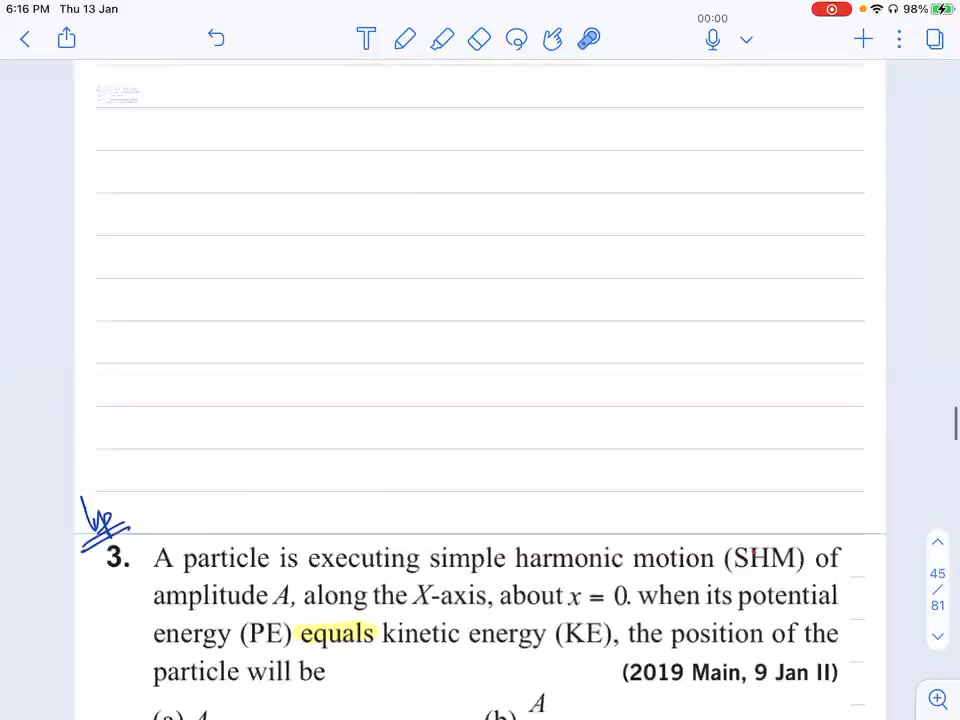 6:16 PM Thu 13 Jan
98%
00:00
3. A particle is executing simple harmonic motion (SHM) of
amplitude A, along the X-axis, about x = 0. when its potential
energy (PE) equals kinetic energy (KE), the position of the
particle will be (2019 Main, 9 Jan II)
(a) A (b) A
45
/
81